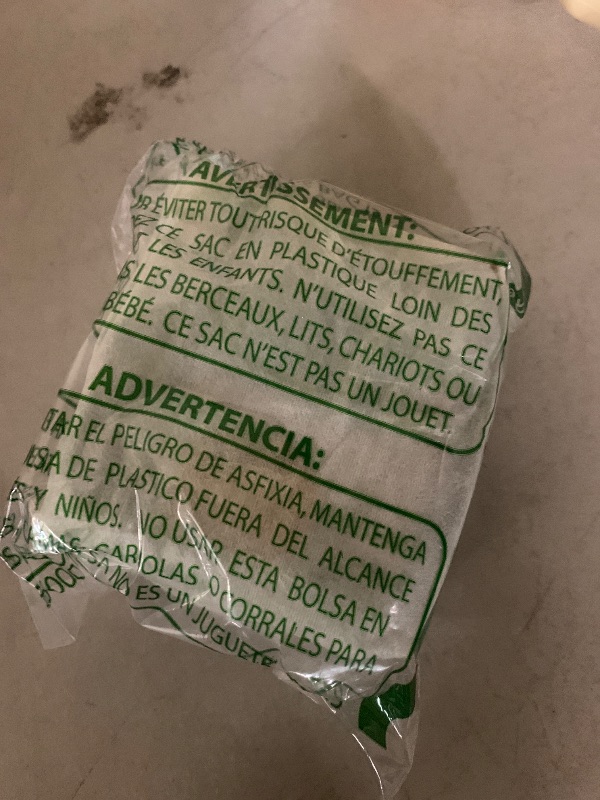 AVERTISSEMENT:
ÉVITER TOUT RISQUE D'ÉTOUFFEMENT,
CE SAC EN PLASTIQUE LOIN DES
LES ENFANTS. N'UTILISEZ PAS CE
LES BERCEAUX, LITS, CHARIOTS OU
BÉBÉ. CE SAC N'EST PAS UN JOUET.
ADVERTENCIA:
EL PELIGRO DE ASFIXIA, MANTENGA
DE PLASTICO FUERA DEL ALCANCE
Y NIÑOS. NO USAR ESTA BOLSA EN
CARIOLAS O CORRALES PARA
NO ES UN JUGUETE